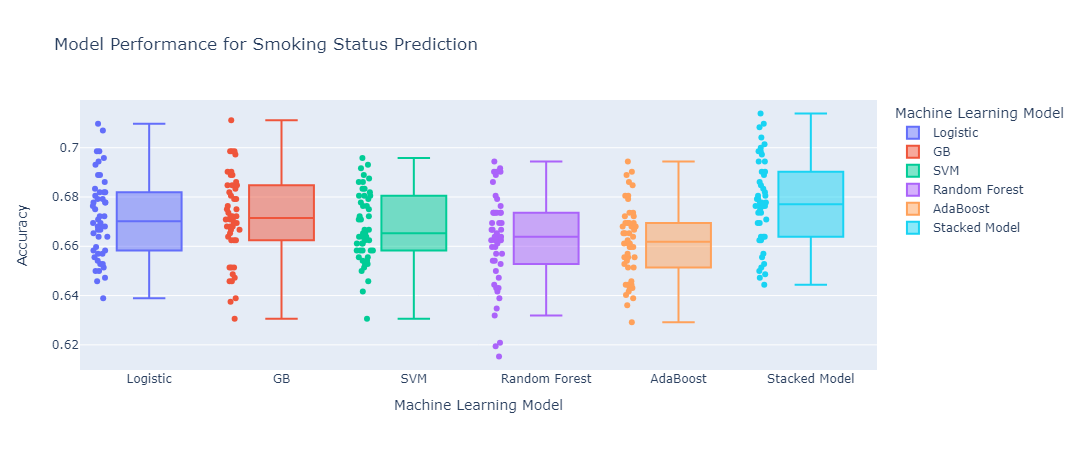 Model Performance for Smoking Status Prediction
Machine Learning Model
Logistic
GB
SVM
Random Forest
AdaBoost
Stacked Model
0.7
0.68
0.66
0.64
0.62
Accuracy
Logistic GB SVM Random Forest AdaBoost Stacked Model
Machine Learning Model